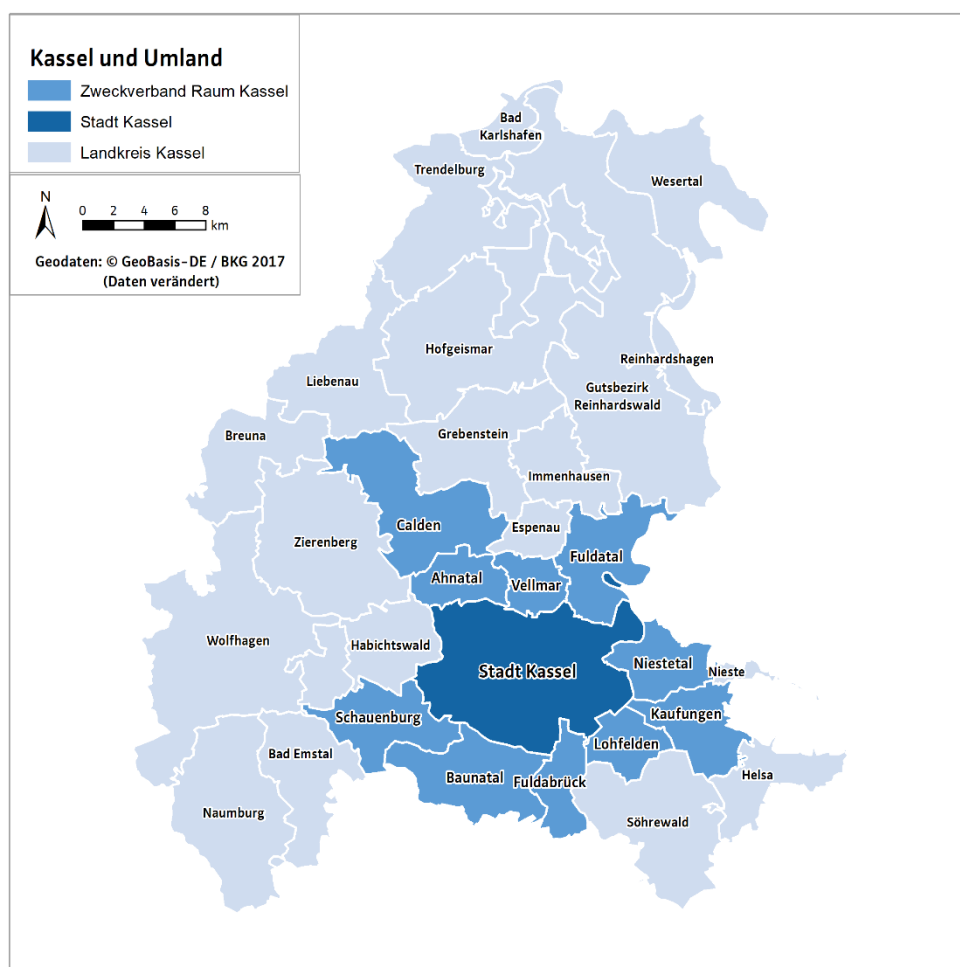 Kassel und Umland
Zweckverband Raum Kassel
Stadt Kassel
Landkreis Kassel
N
0 2 4 6 8
km
Geodaten: © GeoBasis-DE / BKG 2017
(Daten verändert)
Bad
Karlshafen
Trendelburg
Wesertal
Hofgeismar
Reinhardshagen
Liebenau
Gutsbezirk
Reinhardswald
Breuna
Grebenstein
Immenhausen
Calden
Espenau
Zierenberg
Fuldatal
Ahnatal
Vellmar
Wolfhagen
Habichtswald
Stadt Kassel
Niestetal
Nieste
Schauenburg
Kaufungen
Bad Emstal
Lohfelden
Baunatal
Fuldabrück
Helsa
Naumburg
Söhrewald